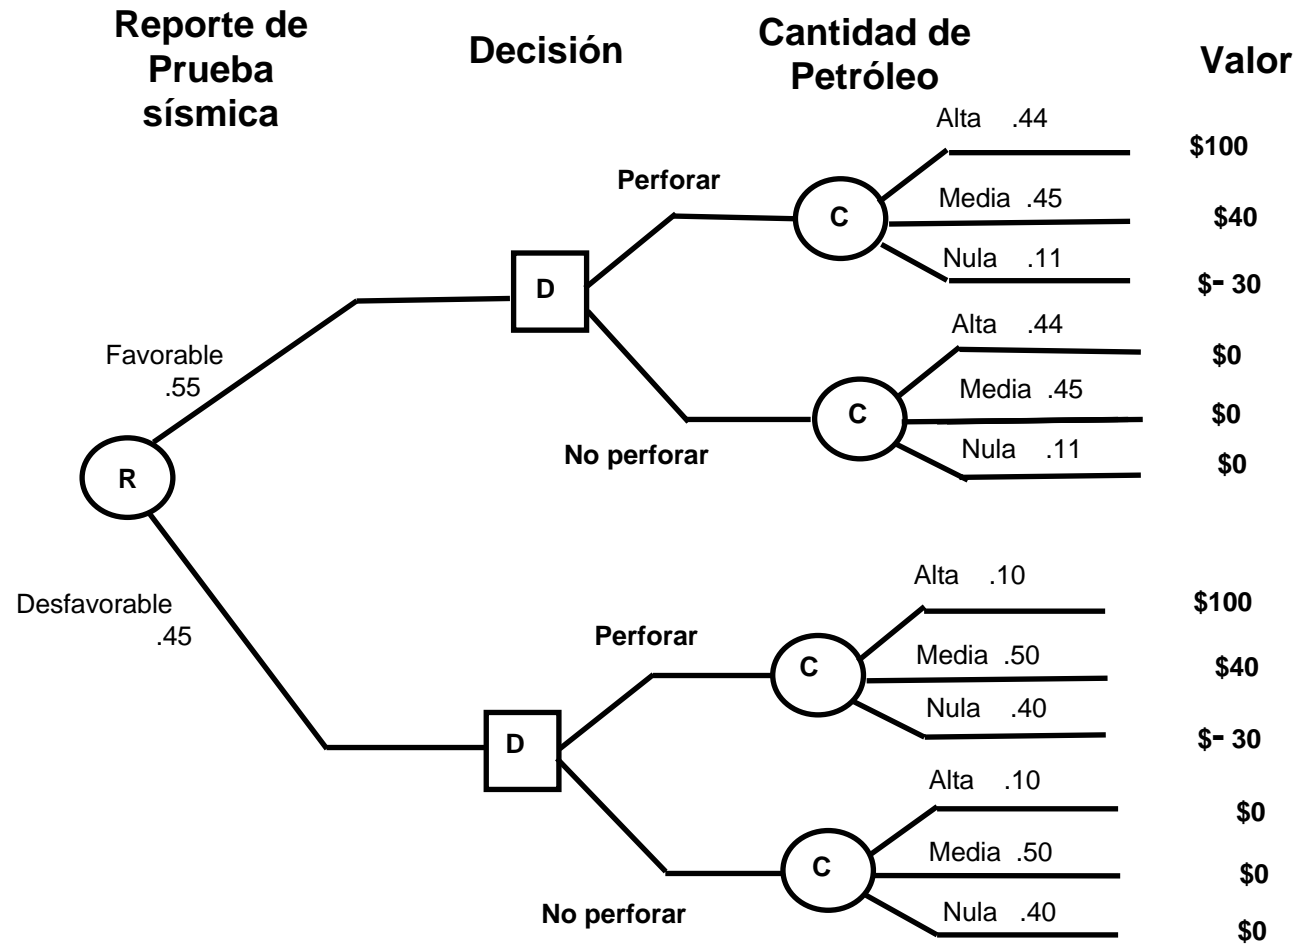 Reporte de
Prueba
sísmica
Decisión
Cantidad de
Petróleo
Valor
Alta .44
$100
Perforar
C
Media .45
$40
Nula .11
$- 30
D
Alta .44
$0
Favorable
.55
C
Media .45
$0
No perforar
Nula .11
$0
R
Alta .10
$100
Desfavorable
.45
Perforar
C
Media .50
$40
Nula .40
$- 30
D
Alta .10
$0
C
Media .50
$0
No perforar
Nula .40
$0